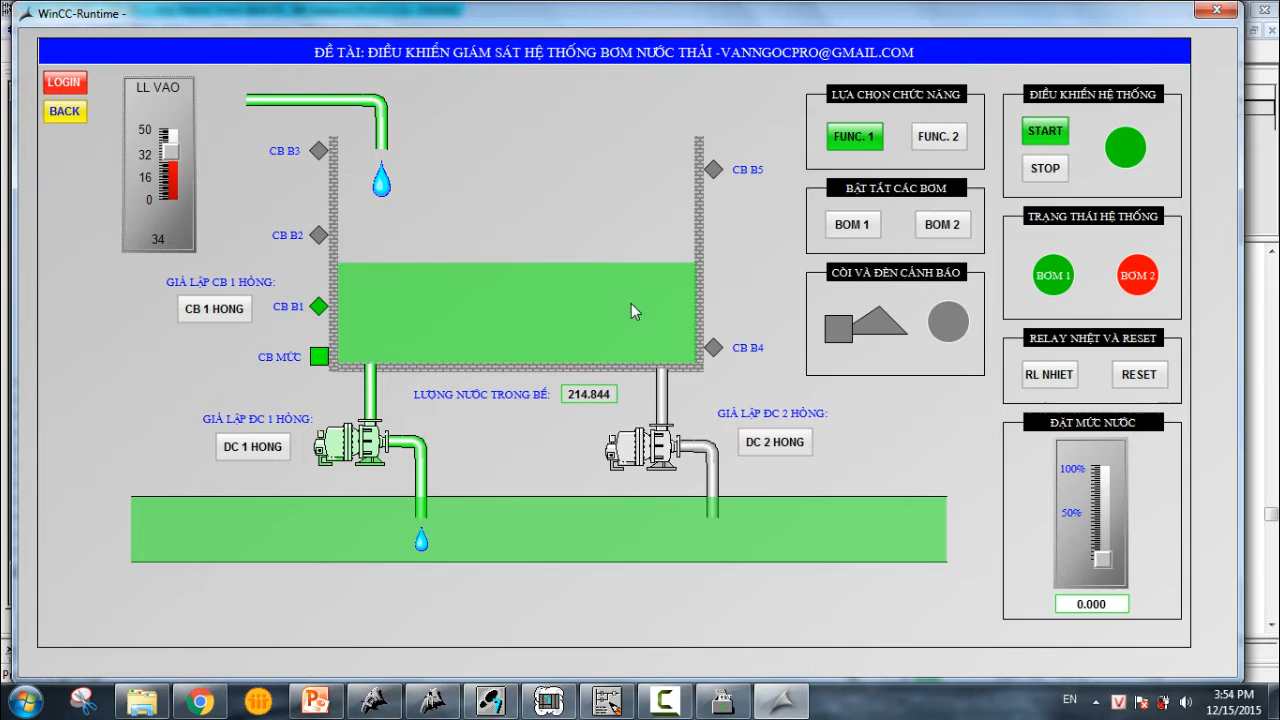 WinCC-Runtime -
ĐỀ TÀI: ĐIỀU KHIỂN GIÁM SÁT HỆ THỐNG BƠM NƯỚC THẢI -VANNGOCPRO@GMAIL.COM
LOGIN
BACK
LL VAO
50
32
16
0
34
CB B3
CB B2
GIẢ LẬP CB 1 HỎNG:
CB 1 HONG
CB B1
CB MỨC
CB B5
CB B4
LƯỢNG NƯỚC TRONG BỂ:
214.844
GIẢ LẬP ĐC 1 HỎNG:
DC 1 HONG
GIẢ LẬP ĐC 2 HỎNG:
DC 2 HONG
LỰA CHỌN CHỨC NĂNG
FUNC. 1
FUNC. 2
BẬT TẮT CÁC BƠM
BOM 1
BOM 2
CÒI VÀ ĐÈN CẢNH BÁO
ĐIỀU KHIỂN HỆ THỐNG
START
STOP
TRẠNG THÁI HỆ THỐNG
BƠM 1
BƠM 2
RELAY NHIỆT VÀ RESET
RL NHIET
RESET
ĐẶT MỨC NƯỚC
100%
50%
0.000
EN
3:54 PM
12/15/2015